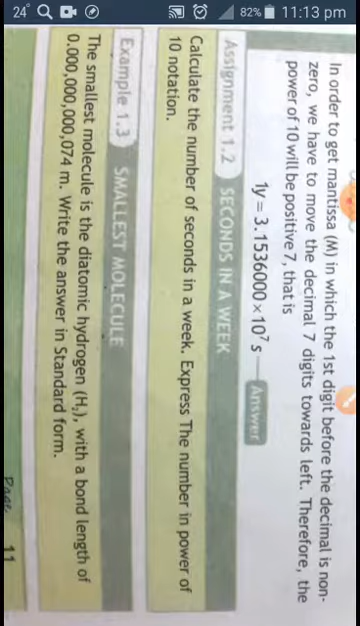 24°
82% 11:13 pm
In order to get mantissa (M) in which the 1st digit before the decimal is non-
zero, we have to move the decimal 7 digits towards left. Therefore, the
power of 10 will be positive 7, that is
1y = 3.1536000 × 10⁷ s — Answer
Assignment 1.2 SECONDS IN A WEEK
Calculate the number of seconds in a week. Express The number in power of
10 notation.
Example 1.3 SMALLEST MOLECULE
The smallest molecule is the diatomic hydrogen (H₂), with a bond length of
0.000,000,000,074 m. Write the answer in Standard form.
Page 11